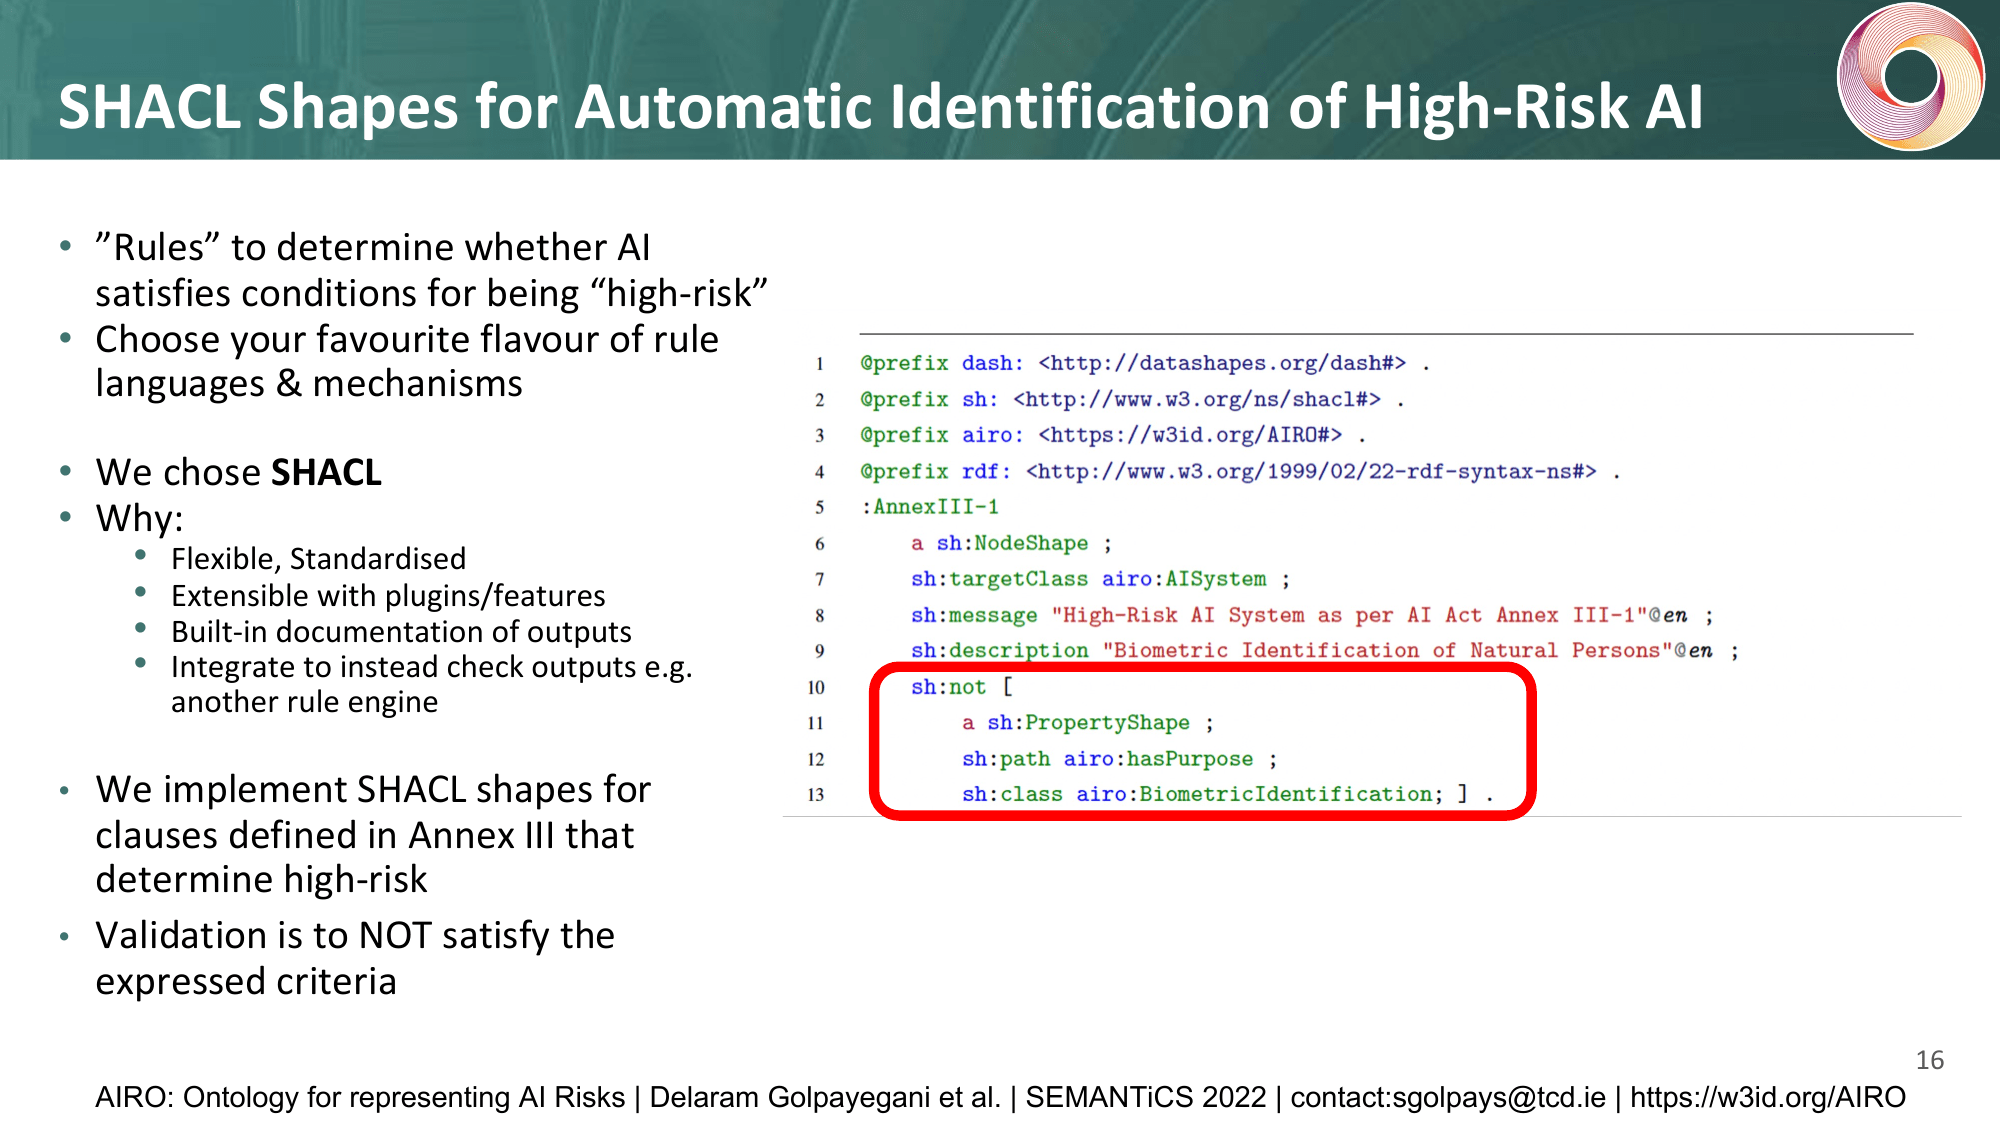 SHACL Shapes for Automatic Identification of High-Risk AI
• ”Rules” to determine whether AI
satisfies conditions for being “high-risk”
• Choose your favourite flavour of rule
languages & mechanisms
• We chose SHACL
• Why:
• Flexible, Standardised
• Extensible with plugins/features
• Built-in documentation of outputs
• Integrate to instead check outputs e.g.
another rule engine
• We implement SHACL shapes for
clauses defined in Annex III that
determine high-risk
• Validation is to NOT satisfy the
expressed criteria
1 @prefix dash: <http://datashapes.org/dash#> .
2 @prefix sh: <http://www.w3.org/ns/shacl#> .
3 @prefix airo: <https://w3id.org/AIRO#> .
4 @prefix rdf: <http://www.w3.org/1999/02/22-rdf-syntax-ns#> .
5 :AnnexIII-1
6 a sh:NodeShape ;
7 sh:targetClass airo:AISystem ;
8 sh:message "High-Risk AI System as per AI Act Annex III-1"@en ;
9 sh:description "Biometric Identification of Natural Persons"@en ;
10 sh:not [
11 a sh:PropertyShape ;
12 sh:path airo:hasPurpose ;
13 sh:class airo:BiometricIdentification; ] .
16
AIRO: Ontology for representing AI Risks | Delaram Golpayegani et al. | SEMANTiCS 2022 | contact:sgolpays@tcd.ie | https://w3id.org/AIRO